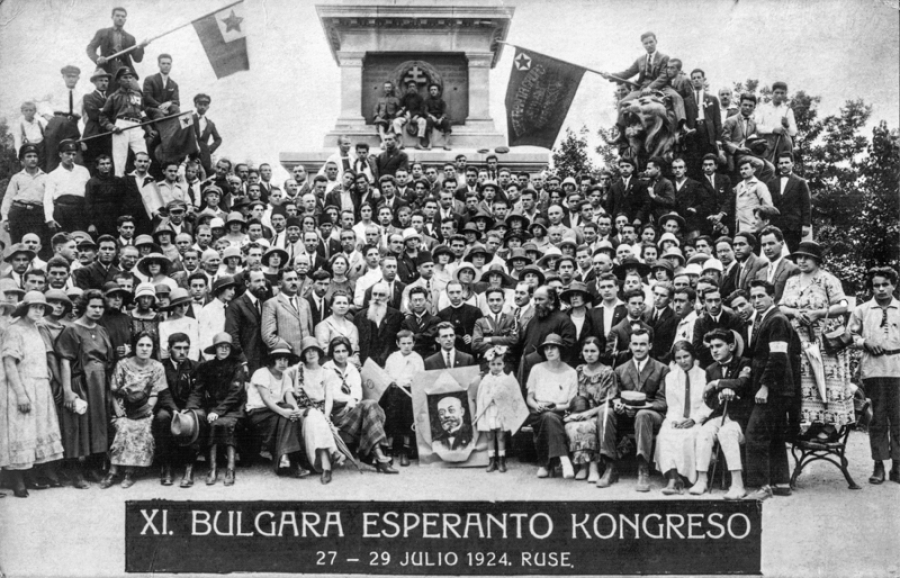 XI. BULGARA ESPERANTO KONGRESO
27 – 29 JULIO 1924. RUSE.